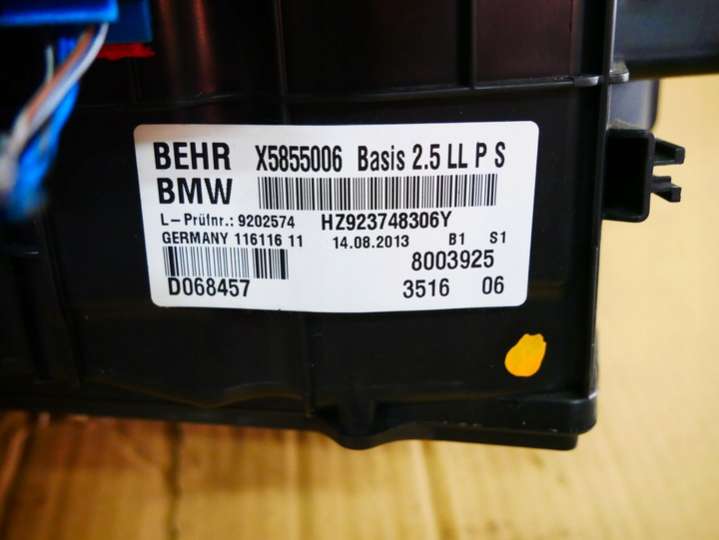 BEHR X5855006 Basis 2.5 LL P S
BMW
L-Prüfnr.: 9202574 HZ923748306Y
GERMANY 116116 11 14.08.2013 B1 S1
8003925
D068457 3516 06